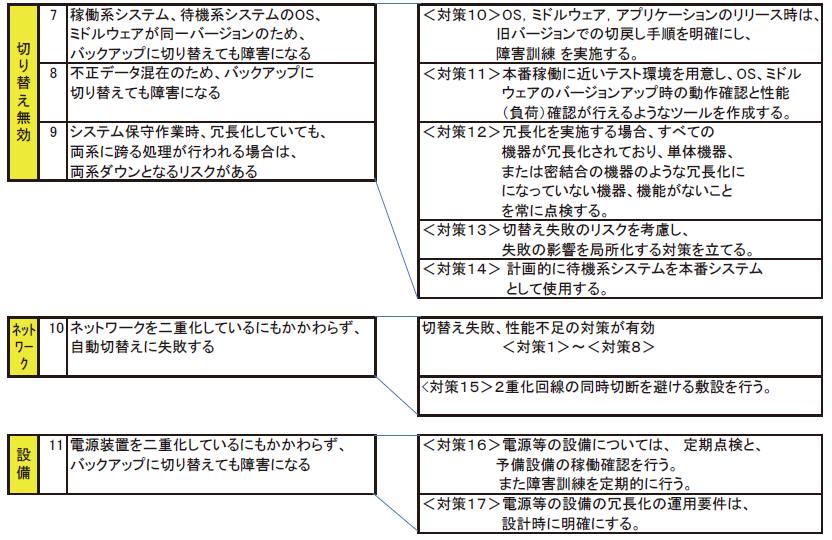 切り替え無効
7 稼働系システム、待機系システムのOS、
ミドルウェアが同一バージョンのため、
バックアップに切り替えても障害になる
8 不正データ混在のため、バックアップに
切り替えても障害になる
9 システム保守作業時、冗長化していても、
両系に跨る処理が行われる場合は、
両系ダウンとなるリスクがある
＜対策10＞OS，ミドルウェア，アプリケーションのリリース時は、
旧バージョンでの切戻し手順を明確にし、
障害訓練 を実施する。
＜対策11＞本番稼働に近いテスト環境を用意し、OS、ミドル
ウェアのバージョンアップ時の動作確認と性能
（負荷）確認が行えるようなツールを作成する。
＜対策12＞冗長化を実施する場合、すべての
機器が冗長化されており、単体機器、
または密結合の機器のような冗長化に
になっていない機器、機能がないこと
を常に点検する。
＜対策13＞切替え失敗のリスクを考慮し、
失敗の影響を局所化する対策を立てる。
＜対策14＞ 計画的に待機系システムを本番システム
として使用する。
ネットワーク
10 ネットワークを二重化しているにもかかわらず、
自動切替えに失敗する
切替え失敗、性能不足の対策が有効
＜対策1＞～＜対策8＞
<対策15＞2重化回線の同時切断を避ける敷設を行う。
設備
11 電源装置を二重化しているにもかかわらず、
バックアップに切り替えても障害になる
＜対策16＞電源等の設備については、 定期点検と、
予備設備の稼働確認を行う。
また障害訓練を定期的に行う。
＜対策17＞電源等の設備の冗長化の運用要件は、
設計時に明確にする。